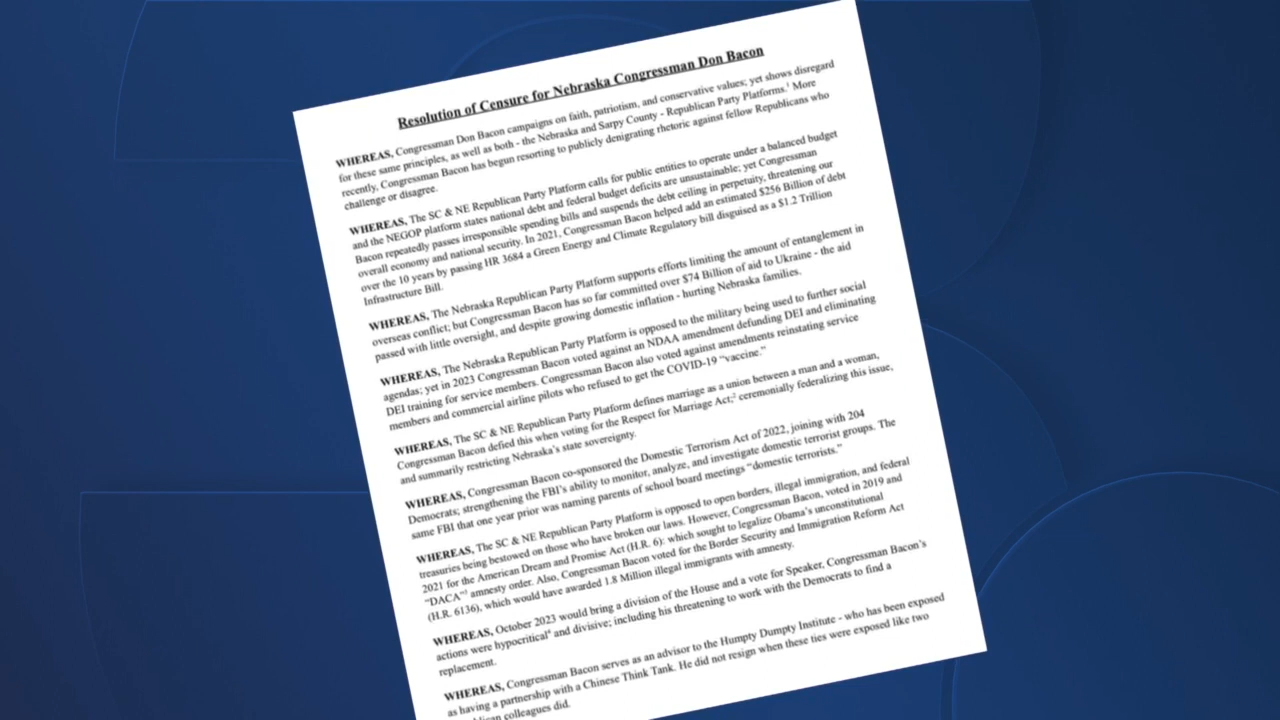 Resolution of Censure for Nebraska Congressman Don Bacon
WHEREAS, Congressman Don Bacon campaigns on faith, patriotism, and conservative values; yet shows disregard
for these same principles, as well as both - the Nebraska and Sarpy County - Republican Party Platforms.¹ More
recently, Congressman Bacon has begun resorting to publicly denigrating rhetoric against fellow Republicans who
challenge or disagree.
WHEREAS, The SC & NE Republican Party Platform calls for public entities to operate under a balanced budget
and the NEGOP platform states national debt and federal budget deficits are unsustainable; yet Congressman
Bacon repeatedly passes irresponsible spending bills and suspends the debt ceiling in perpetuity, threatening our
overall economy and national security. In 2021, Congressman Bacon helped add an estimated $256 Billion of debt
over the 10 years by passing HR 3684 a Green Energy and Climate Regulatory bill disguised as a $1.2 Trillion
Infrastructure Bill.
WHEREAS, The Nebraska Republican Party Platform supports efforts limiting the amount of entanglement in
overseas conflict; but Congressman Bacon has so far committed over $74 Billion of aid to Ukraine - the aid
passed with little oversight, and despite growing domestic inflation - hurting Nebraska families.
WHEREAS, The Nebraska Republican Party Platform is opposed to the military being used to further social
agendas; yet in 2023 Congressman Bacon voted against an NDAA amendment defunding DEI and eliminating
DEI training for service members. Congressman Bacon also voted against amendments reinstating service
members and commercial airline pilots who refused to get the COVID-19 “vaccine.”
WHEREAS, The SC & NE Republican Party Platform defines marriage as a union between a man and a woman,
Congressman Bacon defied this when voting for the Respect for Marriage Act;² ceremonially federalizing this issue,
and summarily restricting Nebraska’s state sovereignty.
WHEREAS, Congressman Bacon co-sponsored the Domestic Terrorism Act of 2022, joining with 204
Democrats; strengthening the FBI’s ability to monitor, analyze, and investigate domestic terrorist groups. The
same FBI that one year prior was naming parents of school board meetings “domestic terrorists.”
WHEREAS, The SC & NE Republican Party Platform is opposed to open borders, illegal immigration, and federal
treasuries being bestowed on those who have broken our laws. However, Congressman Bacon, voted in 2019 and
2021 for the American Dream and Promise Act (H.R. 6): which sought to legalize Obama’s unconstitutional
“DACA”³ amnesty order. Also, Congressman Bacon voted for the Border Security and Immigration Reform Act
(H.R. 6136), which would have awarded 1.8 Million illegal immigrants with amnesty.
WHEREAS, October 2023 would bring a division of the House and a vote for Speaker, Congressman Bacon’s
actions were hypocritical⁴ and divisive; including his threatening to work with the Democrats to find a
replacement.
WHEREAS, Congressman Bacon serves as an advisor to the Humpty Dumpty Institute - who has been exposed
as having a partnership with a Chinese Think Tank. He did not resign when these ties were exposed like two
colleagues did.